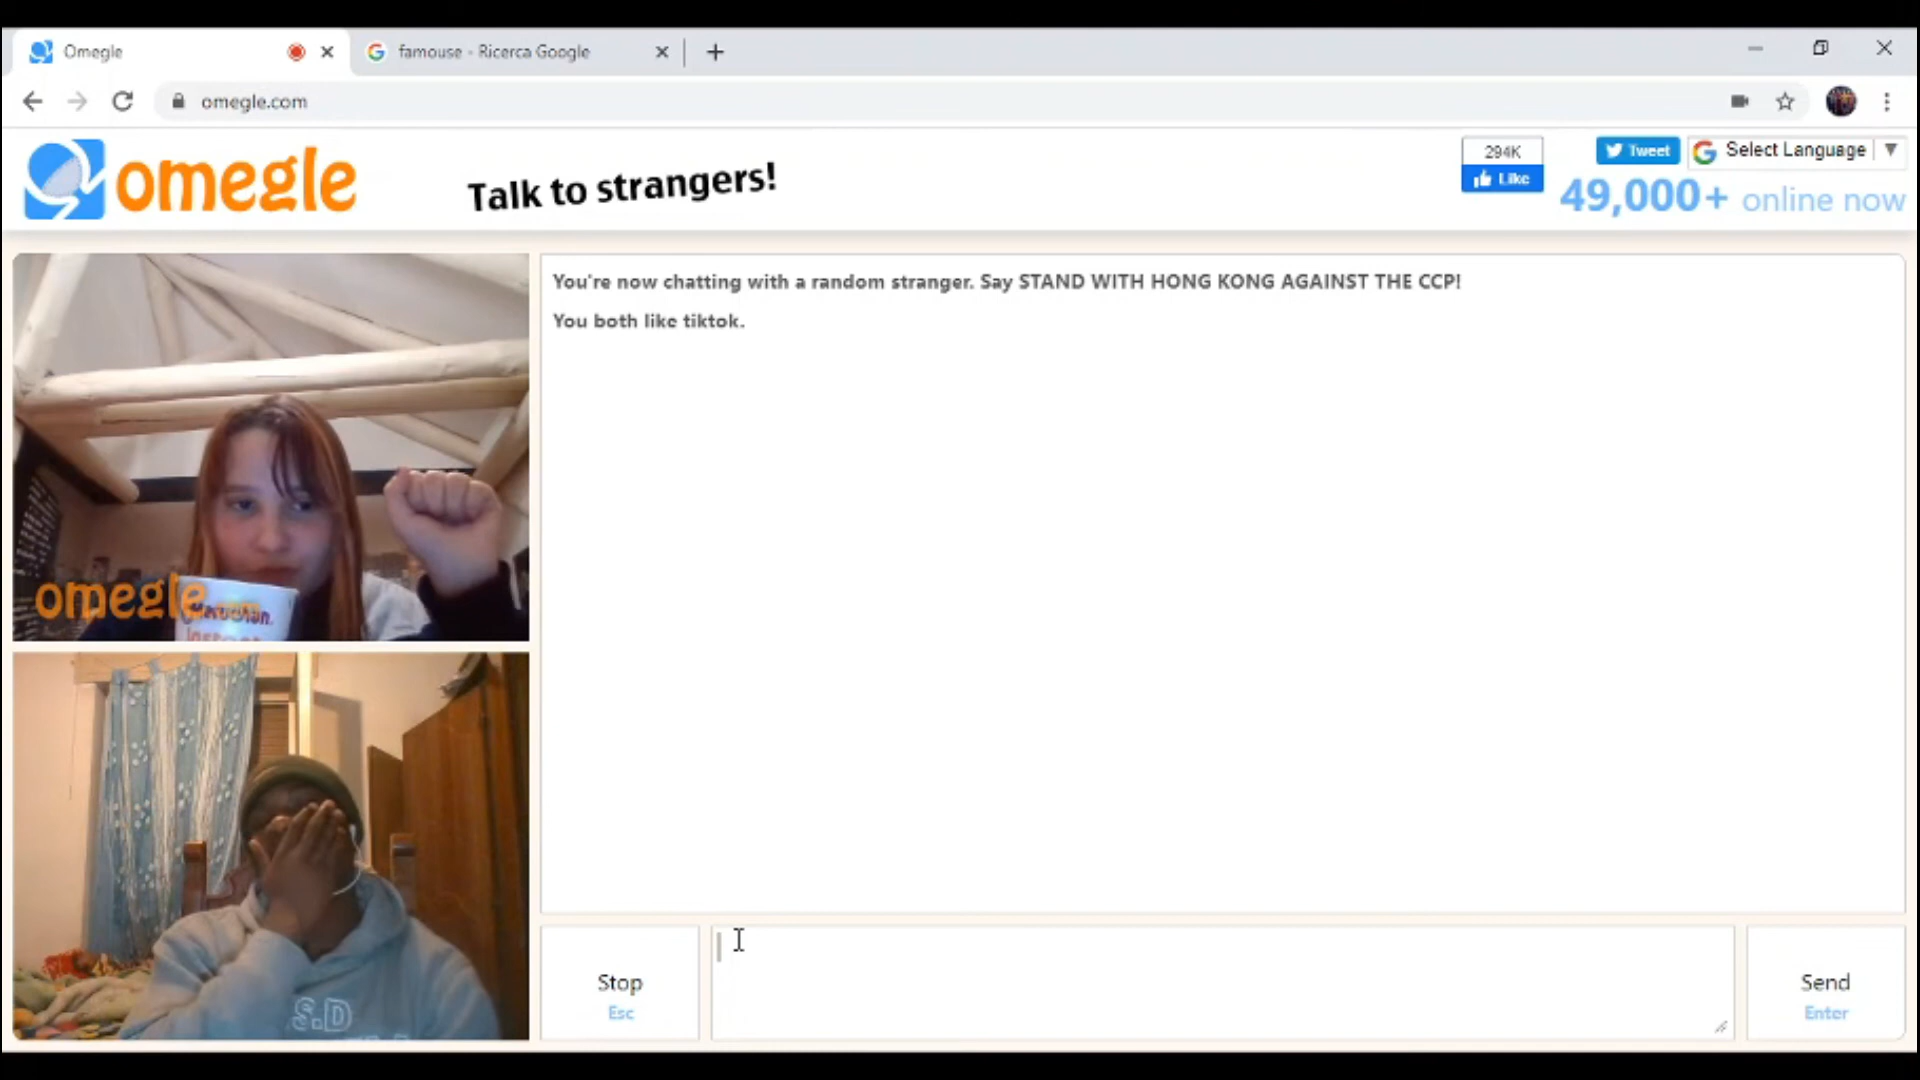 Omegle
famouse - Ricerca Google
omegle.com
omegle
Talk to strangers!
294K
Like
Tweet
Select Language
49,000+ online now
You're now chatting with a random stranger. Say STAND WITH HONG KONG AGAINST THE CCP!
You both like tiktok.
omegle
Maruchan.
Instant
S.D
Stop
Esc
Send
Enter